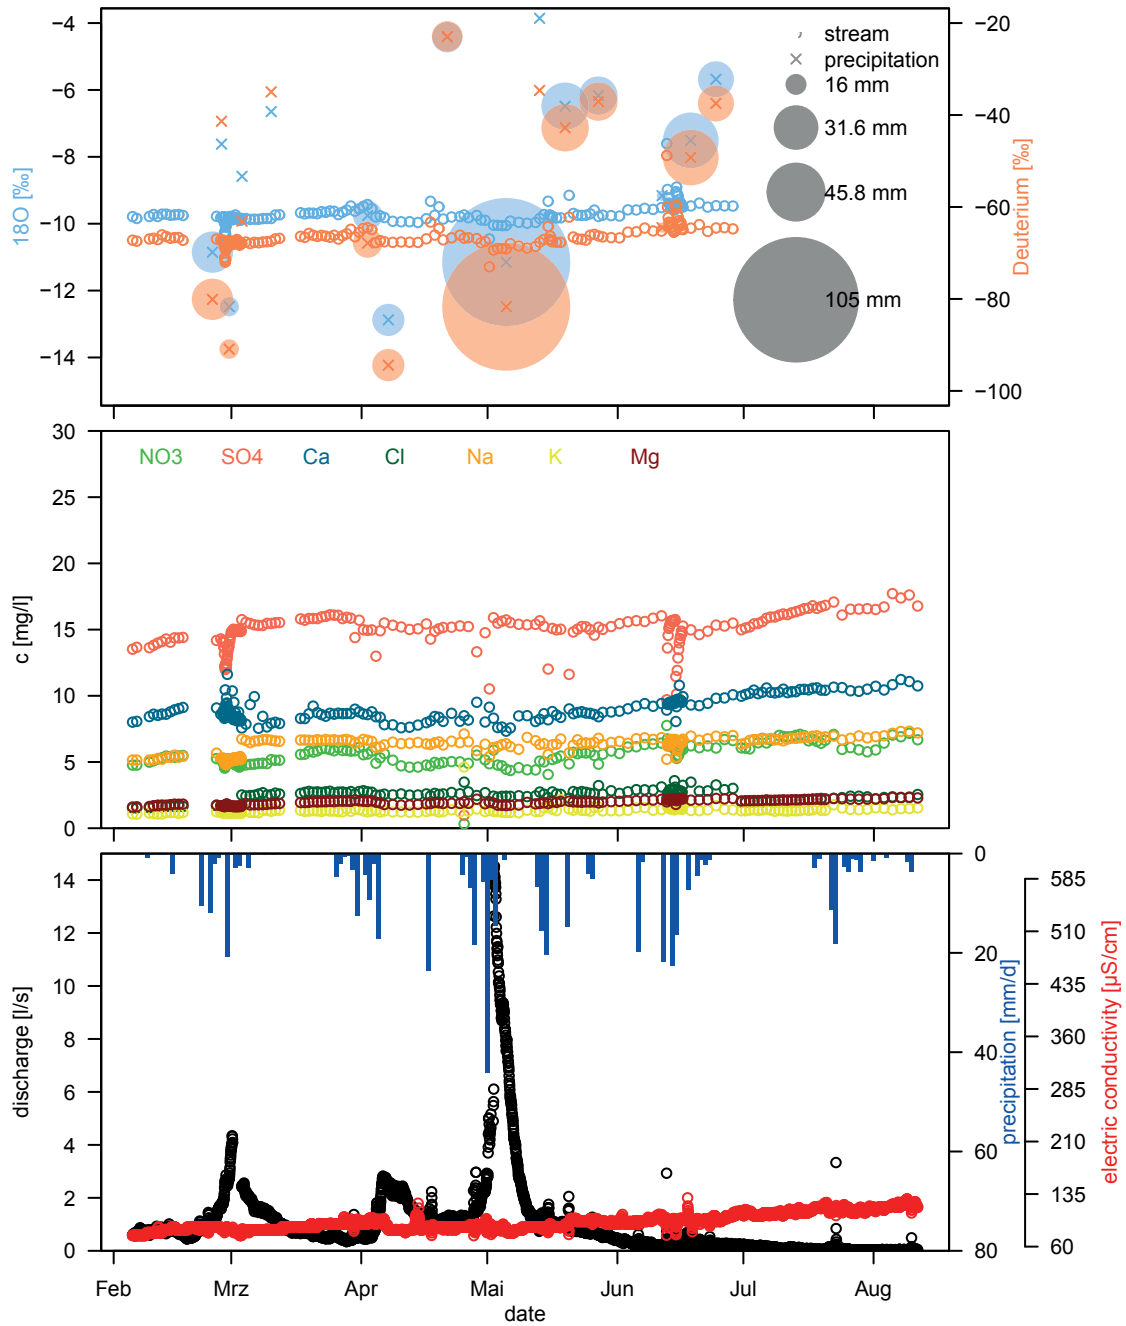 −4
−6
−8
−10
−12
−14
18O [‰]
−20
−40
−60
−80
−100
Deuterium [‰]
stream
precipitation
16 mm
31.6 mm
45.8 mm
105 mm
30
25
20
15
10
5
0
c [mg/l]
NO3 SO4 Ca Cl Na K Mg
14
12
10
8
6
4
2
0
discharge [l/s]
0
20
40
60
80
precipitation [mm/d]
585
510
435
360
285
210
135
60
electric conductivity [µS/cm]
Feb Mrz Apr Mai Jun Jul Aug
date